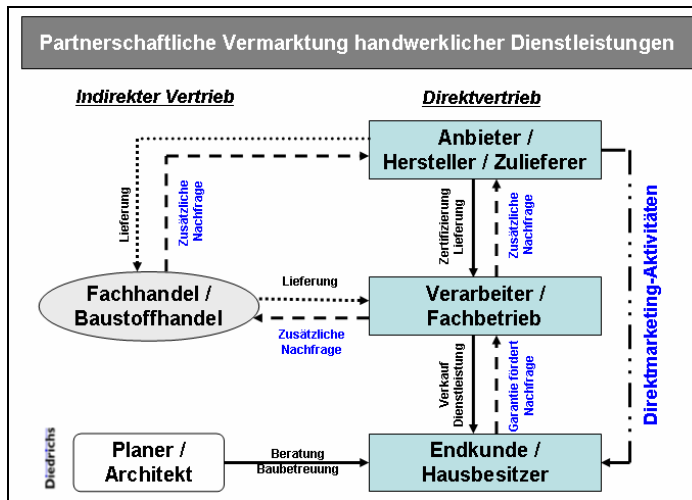 Partnerschaftliche Vermarktung handwerklicher Dienstleistungen
Indirekter Vertrieb
Direktvertrieb
Anbieter /
Hersteller / Zulieferer
Lieferung
Zusätzliche
Nachfrage
Zertifizierung
Lieferung
Zusätzliche
Nachfrage
Direktmarketing-Aktivitäten
Fachhandel /
Baustoffhandel
Lieferung
Zusätzliche
Nachfrage
Verarbeiter /
Fachbetrieb
Verkauf
Dienstleistung
Garantie fördert
Nachfrage
Diedrichs
Planer /
Architekt
Beratung
Baubetreuung
Endkunde /
Hausbesitzer